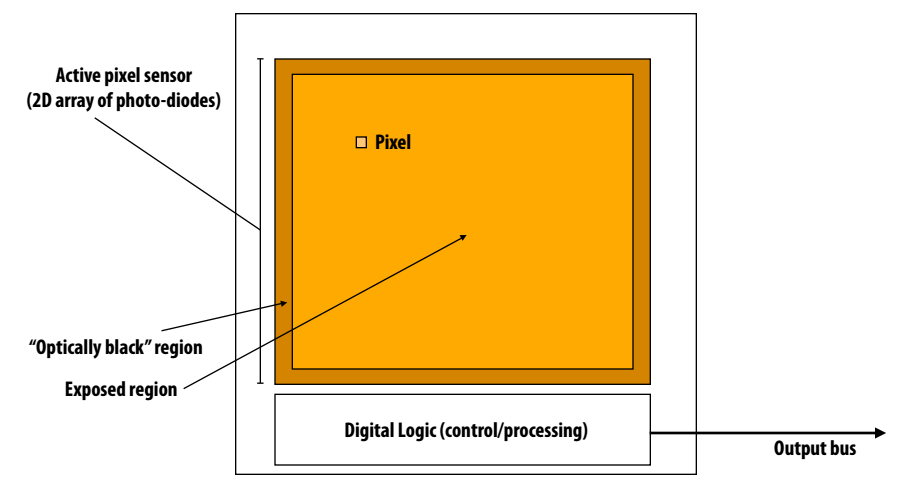 Active pixel sensor
(2D array of photo-diodes)
Pixel
“Optically black” region
Exposed region
Digital Logic (control/processing)
Output bus